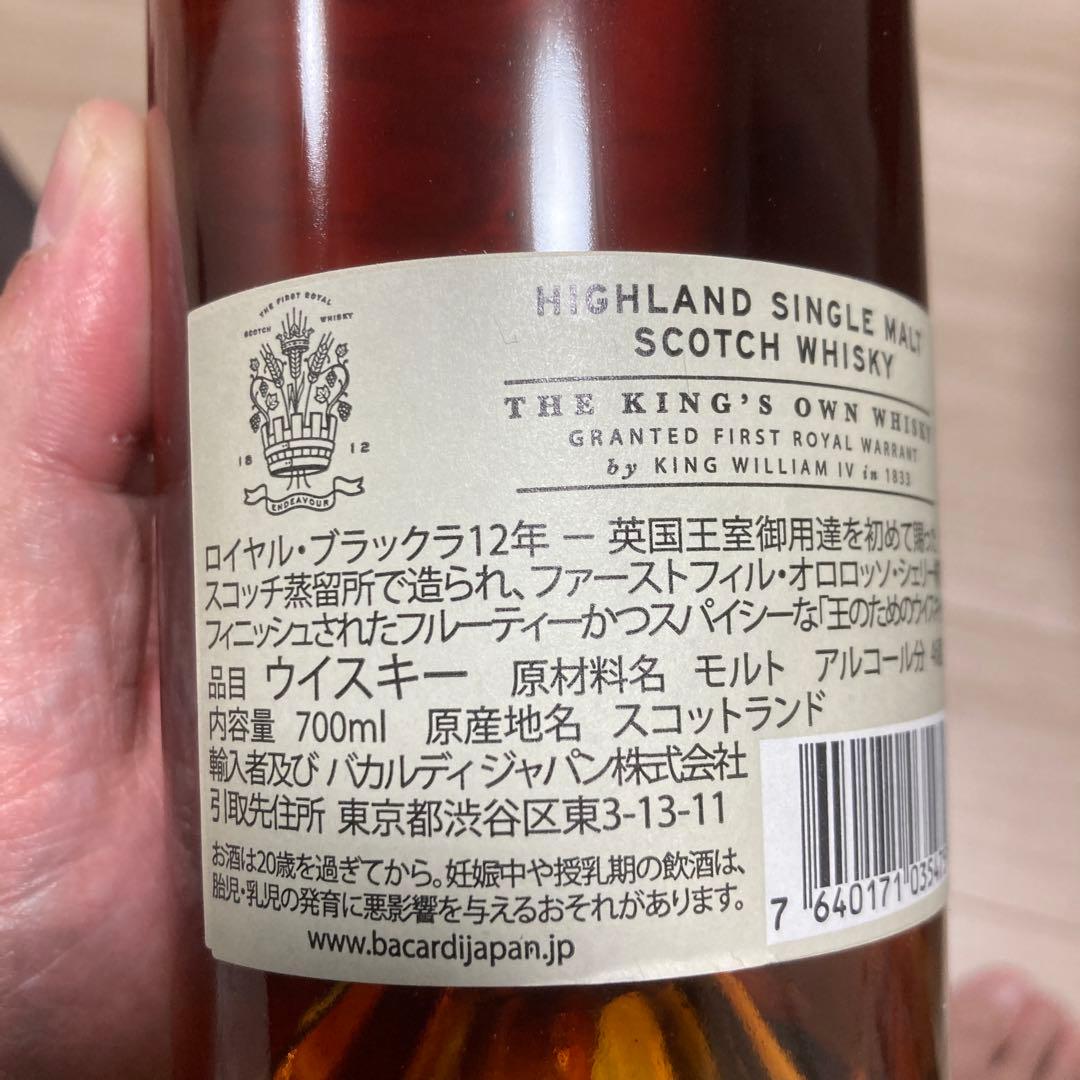 THE FIRST ROYAL
SCOTCH WHISKY
18 12
ENDEAVOUR
HIGHLAND SINGLE MALT
SCOTCH WHISKY
THE KING'S OWN WHISKY
GRANTED FIRST ROYAL WARRANT
by KING WILLIAM IV in 1833
ロイヤル・ブラックラ12年 － 英国王室御用達を初めて賜った
スコッチ蒸留所で造られ、ファーストフィル・オロロッソ・シェリー
フィニッシュされたフルーティーかつスパイシーな「王のためのウイスキー
品目 ウイスキー 原材料名 モルト アルコール分
内容量 700ml 原産地名 スコットランド
輸入者及び バカルディ ジャパン株式会社
引取先住所 東京都渋谷区東3-13-11
お酒は20歳を過ぎてから。妊娠中や授乳期の飲酒は、
胎児・乳児の発育に悪影響を与えるおそれがあります。
www.bacardijapan.jp
7 640171 03547